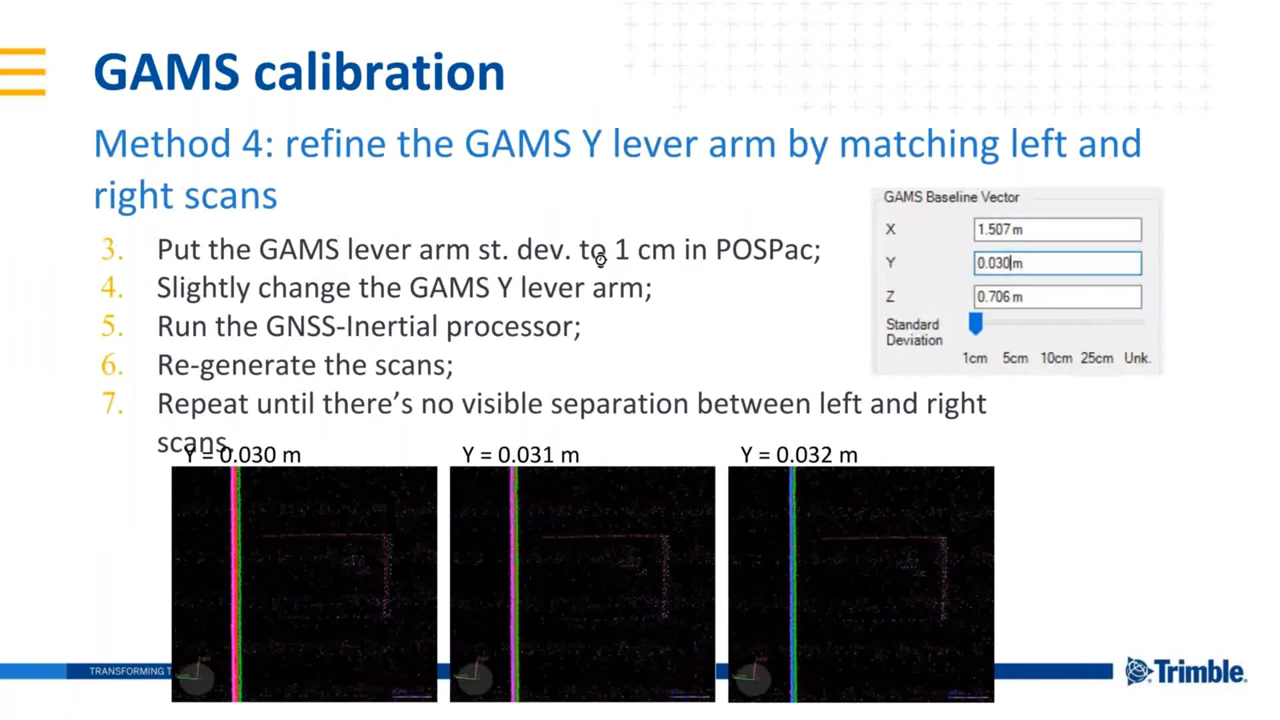 GAMS calibration
Method 4: refine the GAMS Y lever arm by matching left and
right scans
3. Put the GAMS lever arm st. dev. to 1 cm in POSPac;
4. Slightly change the GAMS Y lever arm;
5. Run the GNSS-Inertial processor;
6. Re-generate the scans;
7. Repeat until there's no visible separation between left and right
scans.
GAMS Baseline Vector
X 1.507 m
Y 0.030 m
Z 0.706 m
Standard
Deviation
1cm 5cm 10cm 25cm Unk.
Y = 0.030 m Y = 0.031 m Y = 0.032 m
TRANSFORMING T
Trimble